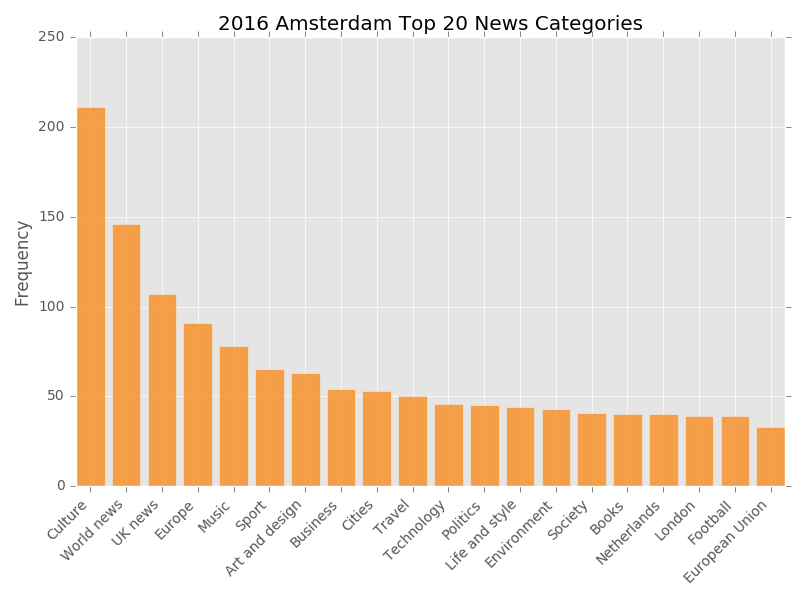 2016 Amsterdam Top 20 News Categories
250
200
150
100
50
0
Frequency
Culture
World news
UK news
Europe
Music
Sport
Art and design
Business
Cities
Travel
Technology
Politics
Life and style
Environment
Society
Books
Netherlands
London
Football
European Union